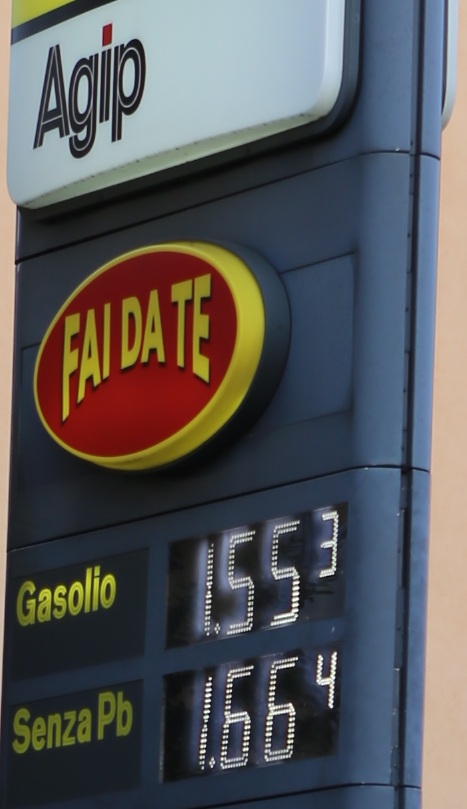 Agip
FAI DA TE
Gasolio 1.553
Senza Pb 1.664